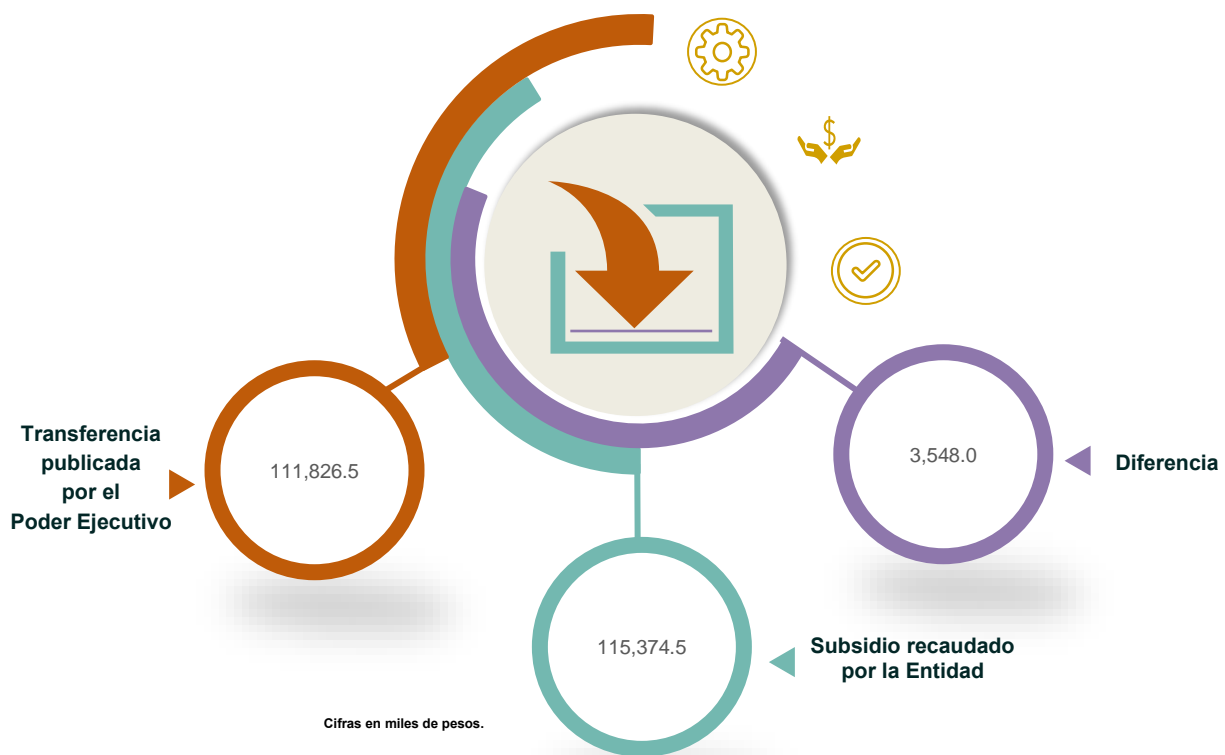 Transferencia
publicada
por el
Poder Ejecutivo
111,826.5
3,548.0
Diferencia
115,374.5
Subsidio recaudado
por la Entidad
Cifras en miles de pesos.